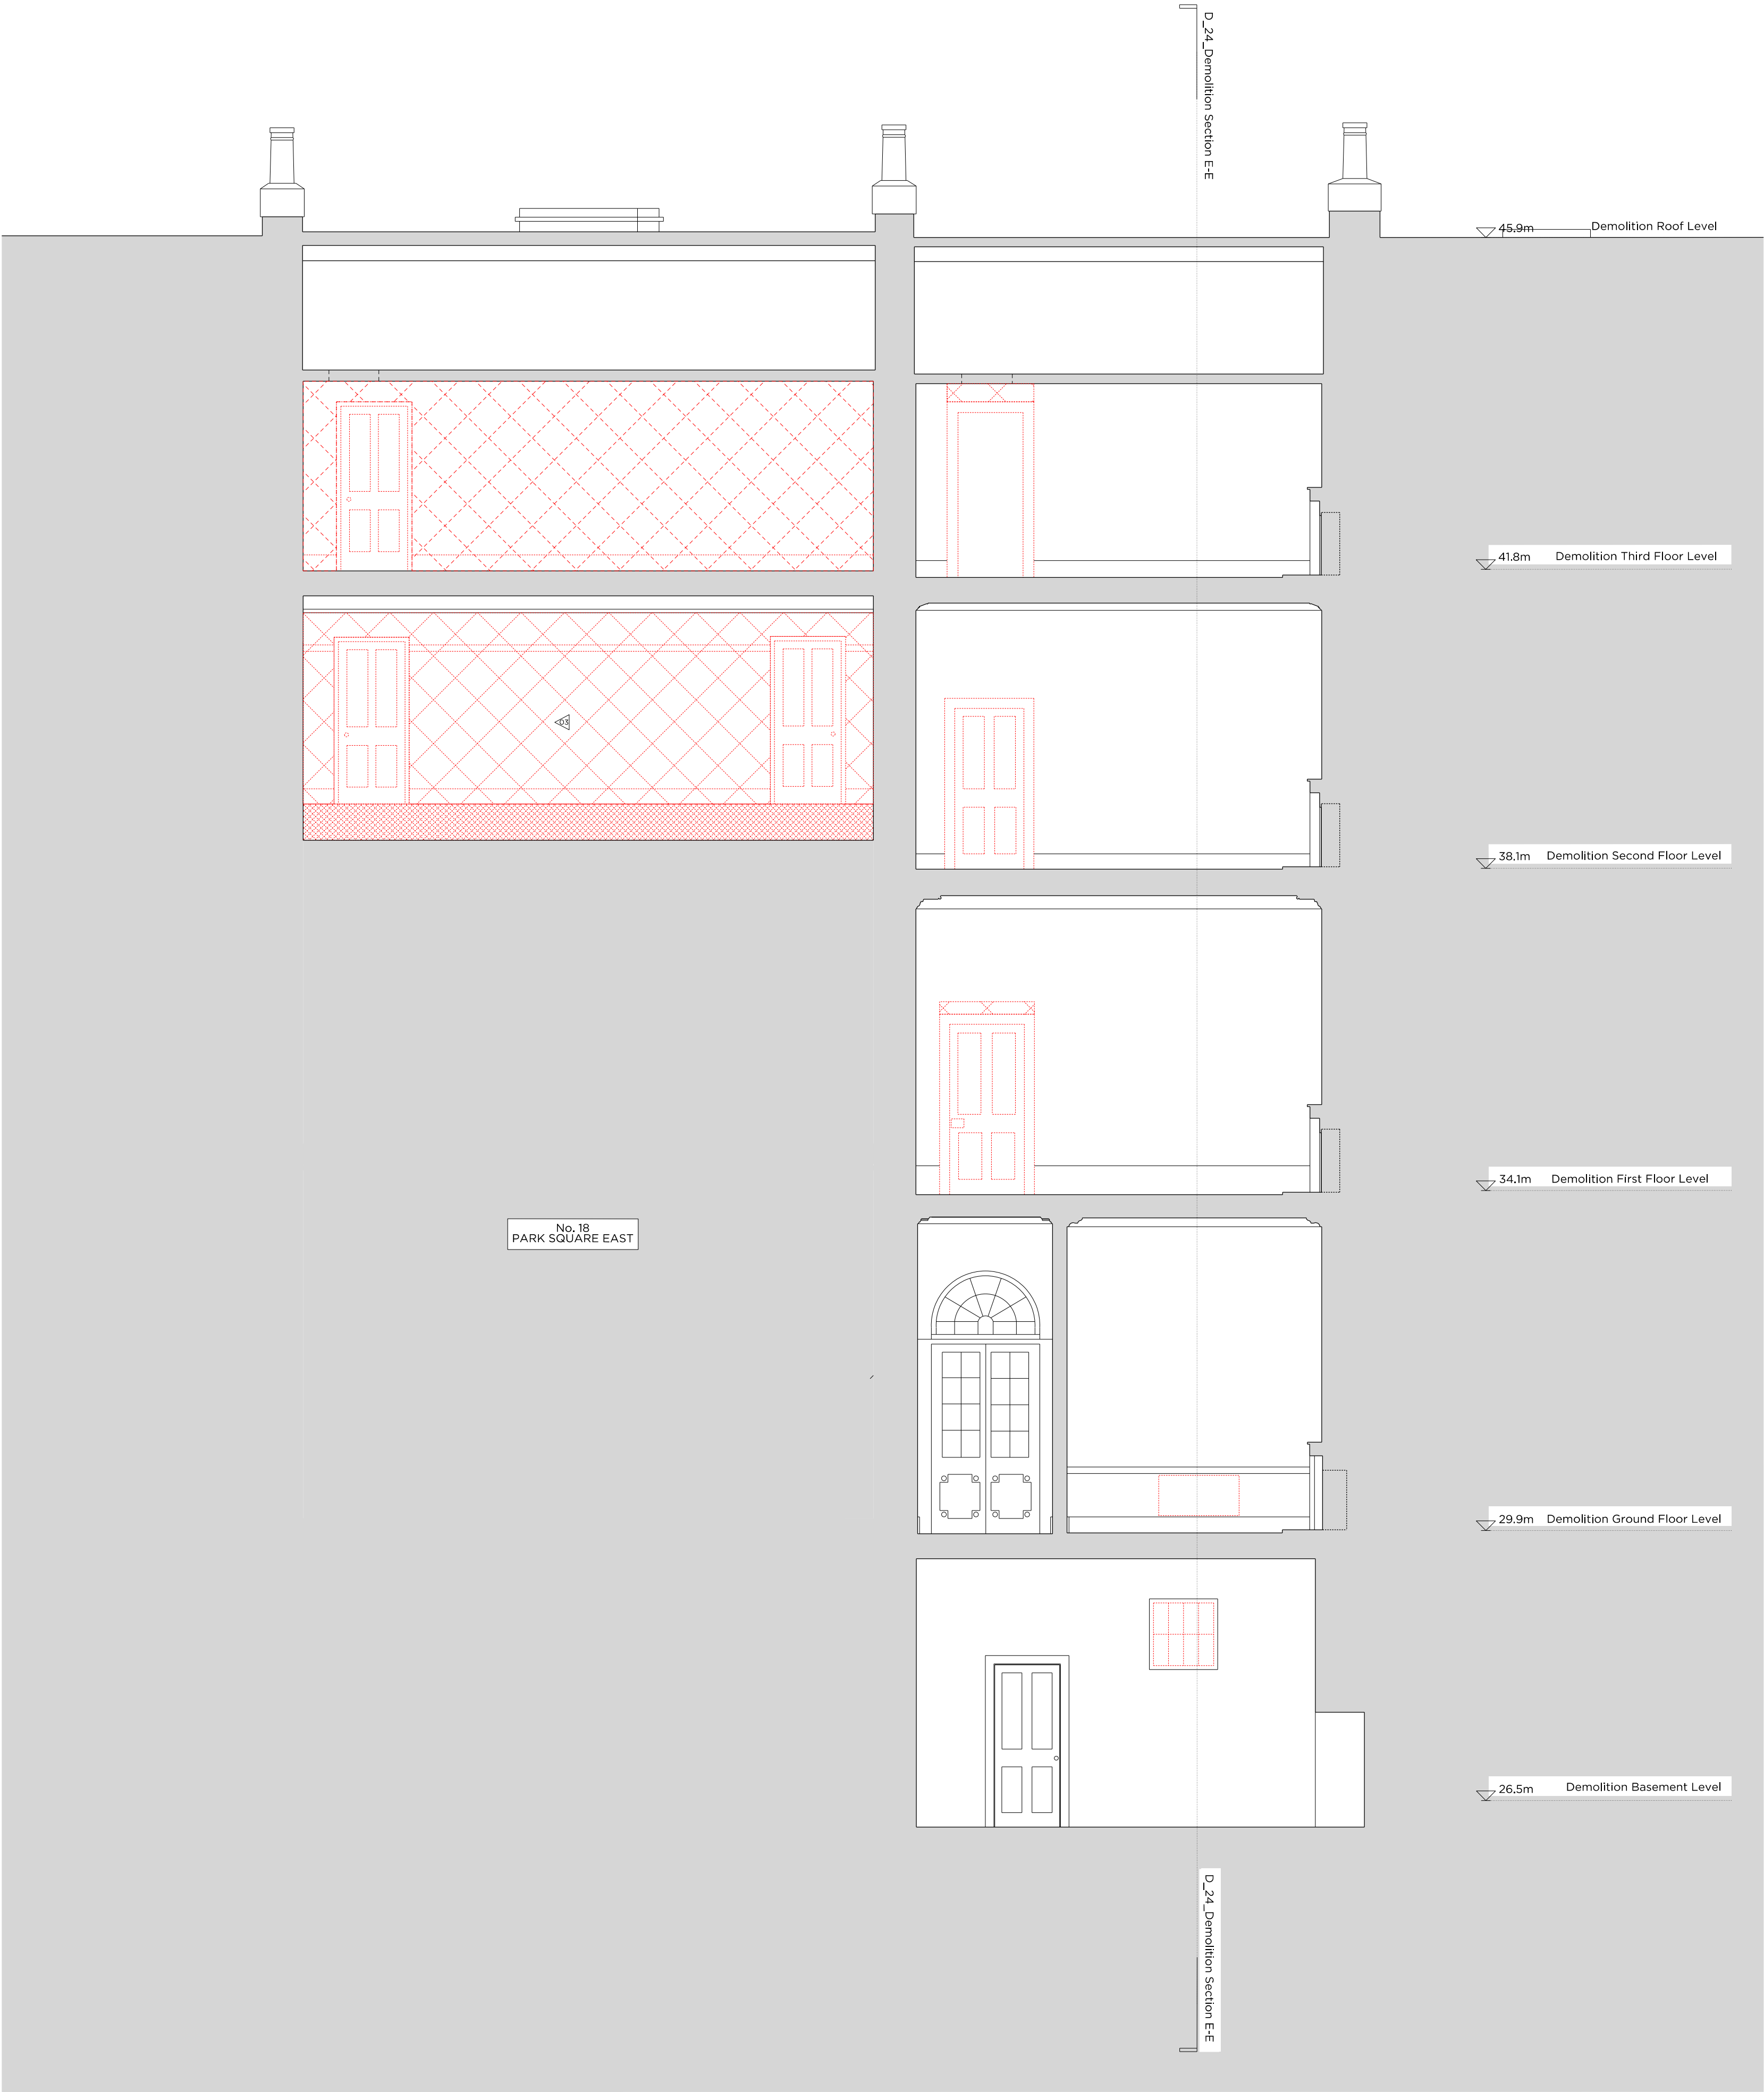 D_24_Demolition Section E-E
45.9m Demolition Roof Level
41.8m Demolition Third Floor Level
D3
38.1m Demolition Second Floor Level
34.1m Demolition First Floor Level
No. 18
PARK SQUARE EAST
29.9m Demolition Ground Floor Level
26.5m Demolition Basement Level
D_24_Demolition Section E-E